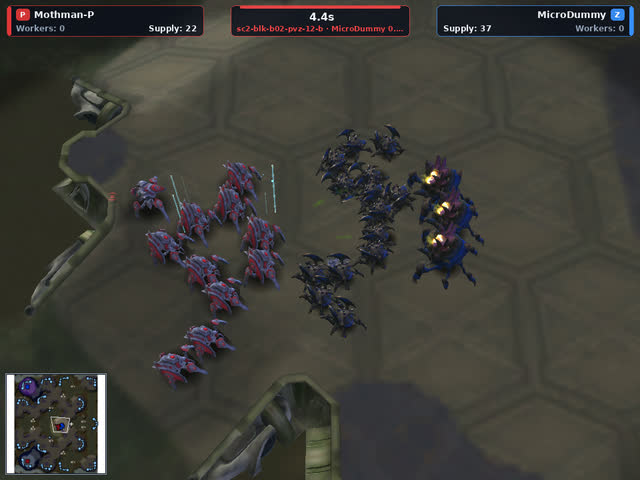 P Mothman-P
Workers: 0 Supply: 22
4.4s
sc2-blk-b02-pvz-12-b · MicroDummy 0....
MicroDummy Z
Supply: 37 Workers: 0